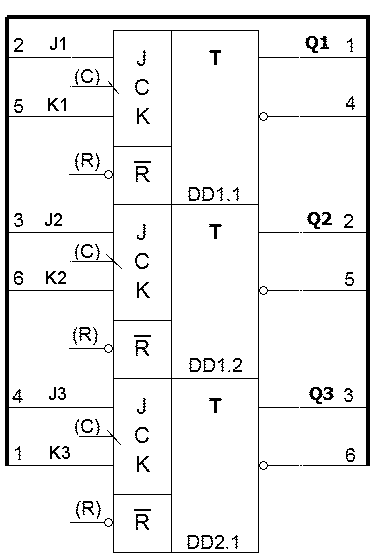 2 J1 J T Q1 1
(C) C
5 K1 K 4
(R) R̅
DD1.1
3 J2 J T Q2 2
(C) C
6 K2 K 5
(R) R̅
DD1.2
4 J3 J T Q3 3
(C) C
1 K3 K 6
(R) R̅
DD2.1